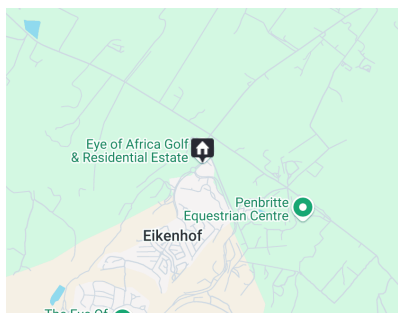 Eye of Africa Golf
& Residential Estate
Penbritte
Equestrian Centre
Eikenhof
The Eye Of